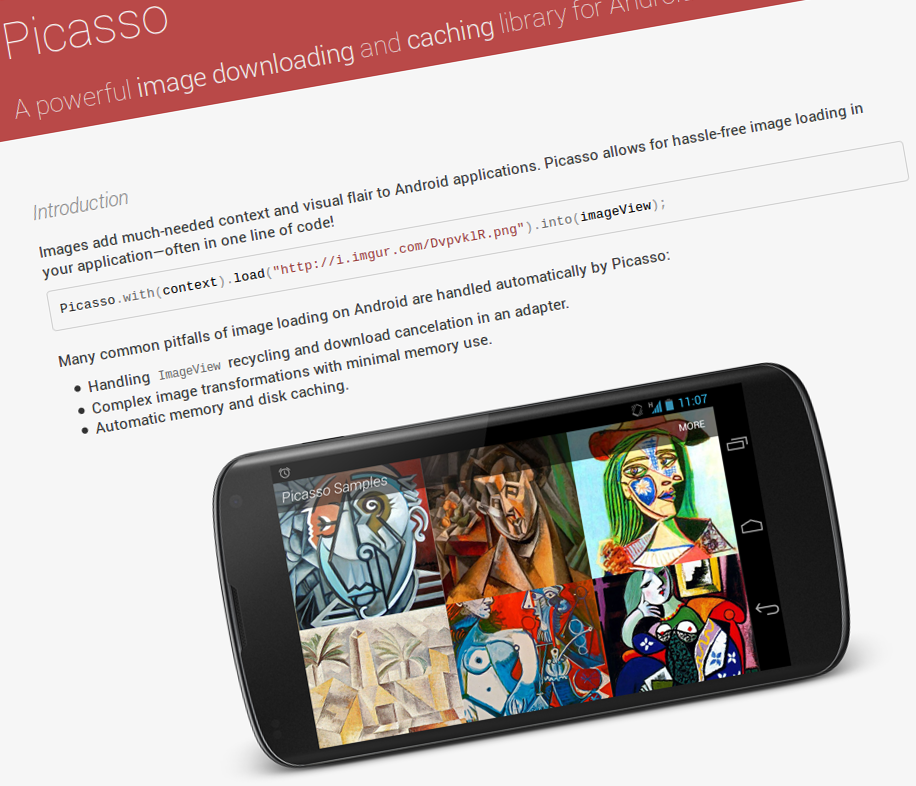 Picasso
A powerful image downloading and caching library for Android
Introduction
Images add much-needed context and visual flair to Android applications. Picasso allows for hassle-free image loading in
your application—often in one line of code!
Picasso.with(context).load("http://i.imgur.com/DvpvklR.png").into(imageView);
Many common pitfalls of image loading on Android are handled automatically by Picasso:
• Handling ImageView recycling and download cancelation in an adapter.
• Complex image transformations with minimal memory use.
• Automatic memory and disk caching.
H 11:07
Picasso Samples
MORE